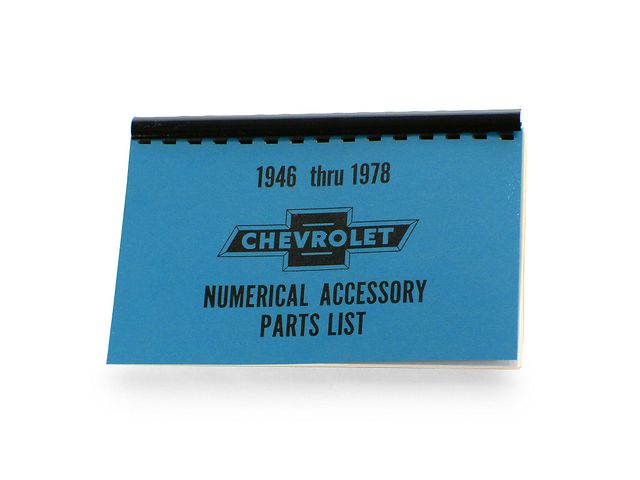 1946 thru 1978
CHEVROLET
NUMERICAL ACCESSORY
PARTS LIST